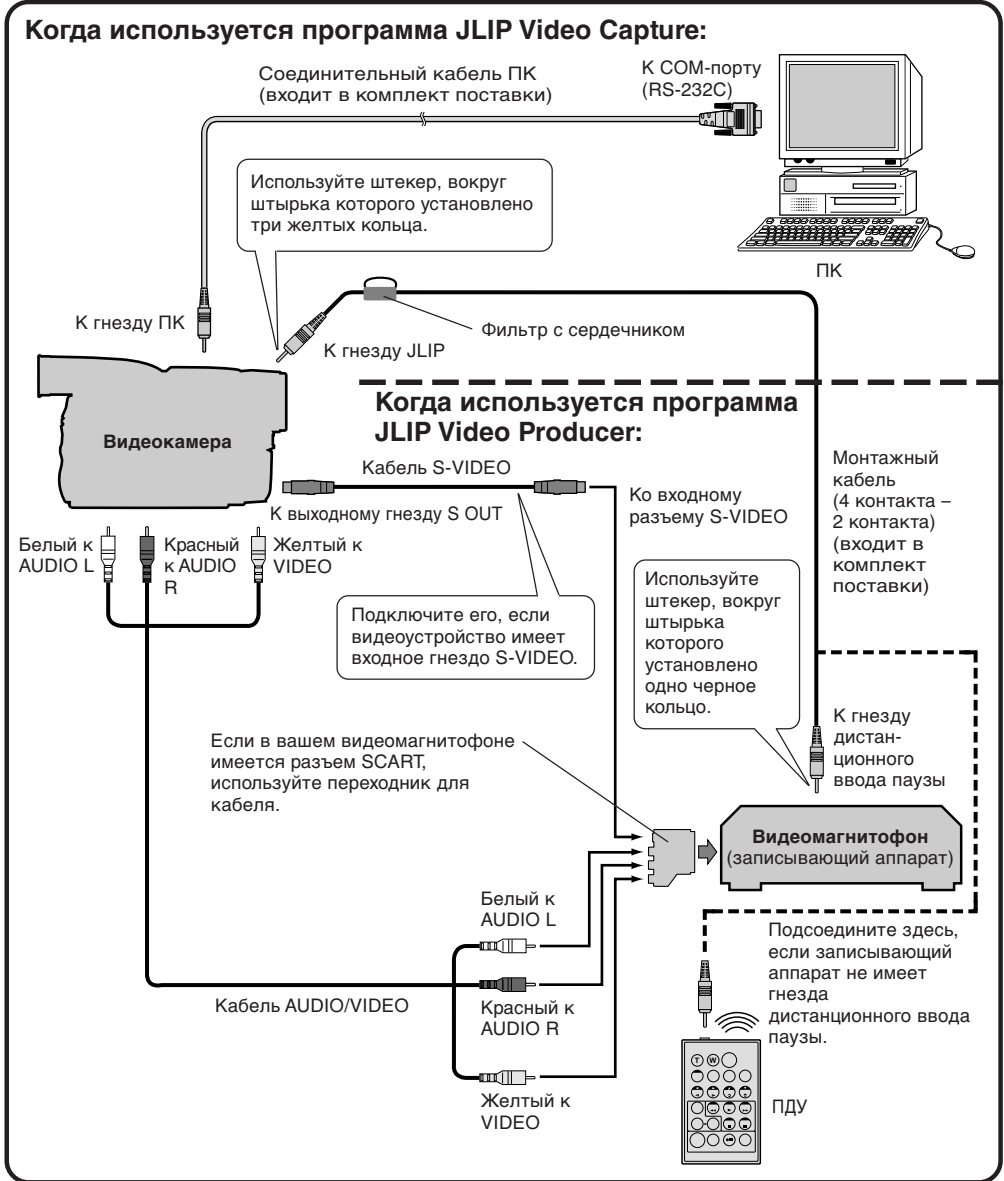 Когда используется программа JLIP Video Capture:
Соединительный кабель ПК
(входит в комплект поставки)
К COM-порту
(RS-232C)
Используйте штекер, вокруг
штырька которого установлено
три желтых кольца.
ПК
К гнезду ПК
Фильтр с сердечником
К гнезду JLIP
Видеокамера
Когда используется программа
JLIP Video Producer:
Кабель S-VIDEO
К выходному гнезду S OUT
Ко входному
разъему S-VIDEO
Монтажный
кабель
(4 контакта –
2 контакта)
(входит в
комплект
поставки)
Белый к
AUDIO L
Красный
к AUDIO
R
Желтый к
VIDEO
Подключите его, если
видеоустройство имеет
входное гнездо S-VIDEO.
Используйте
штекер, вокруг
штырька
которого
установлено
одно черное
кольцо.
К гнезду
дистан-
ционного
ввода паузы
Если в вашем видеомагнитофоне
имеется разъем SCART,
используйте переходник для
кабеля.
Видеомагнитофон
(записывающий аппарат)
Белый к
AUDIO L
Кабель AUDIO/VIDEO
Красный к
AUDIO R
Желтый к
VIDEO
Подсоедините здесь,
если записывающий
аппарат не имеет
гнезда
дистанционного ввода
паузы.
T W
ПДУ